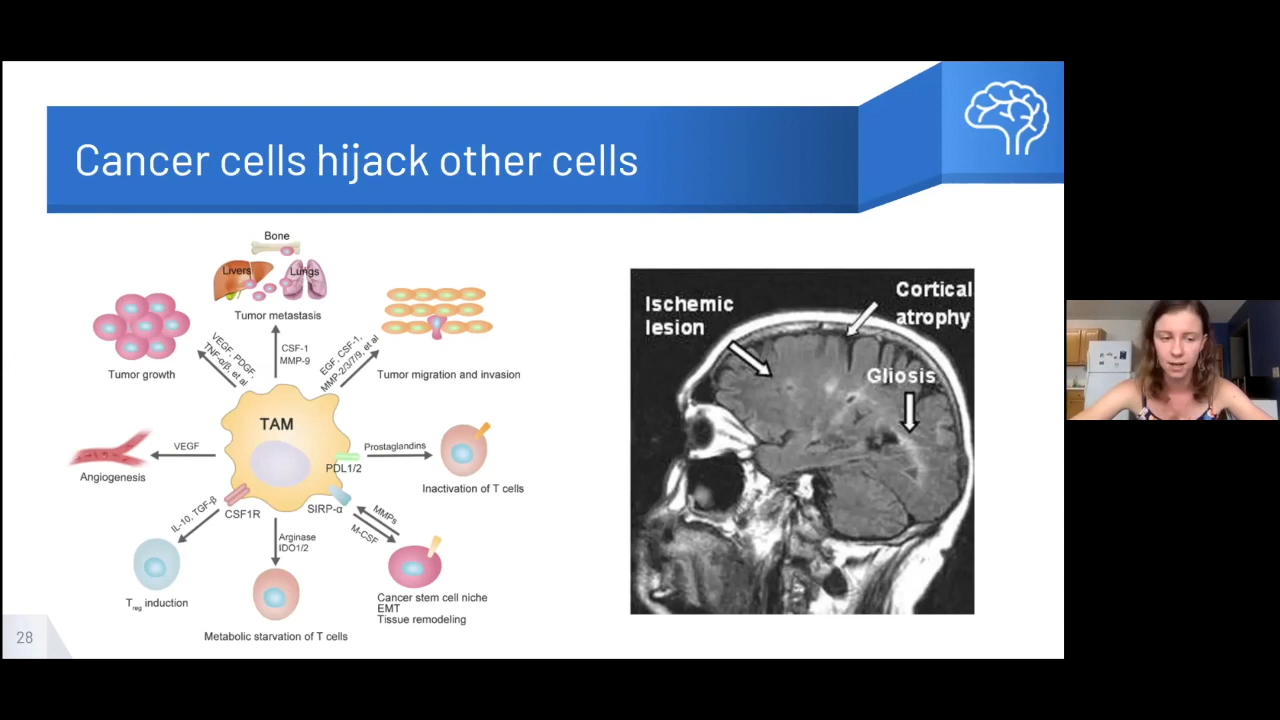 Cancer cells hijack other cells
Bone
Livers
Lungs
Tumor metastasis
VEGF, PDGF,
TNF-α/β, et al
CSF-1
MMP-9
EGF, CSF-1,
MMP-2/3/7/9, et al
Tumor growth
Tumor migration and invasion
TAM
VEGF
Angiogenesis
PDL1/2
Prostaglandins
Inactivation of T cells
IL-10, TGF-β
CSF1R
SIRP-α
MMPs
M-CSF
Arginase
IDO1/2
Treg induction
Metabolic starvation of T cells
Cancer stem cell niche
EMT
Tissue remodeling
Ischemic
lesion
Cortical
atrophy
Gliosis
28